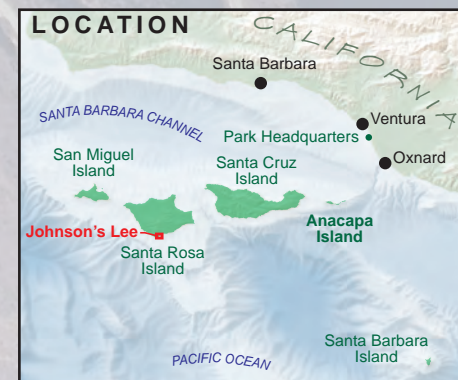 LOCATION
CALIFORNIA
Santa Barbara
SANTA BARBARA CHANNEL
Ventura
Park Headquarters
Oxnard
San Miguel
Island
Santa Cruz
Island
Anacapa
Island
Johnson's Lee
Santa Rosa
Island
Santa Barbara
Island
PACIFIC OCEAN